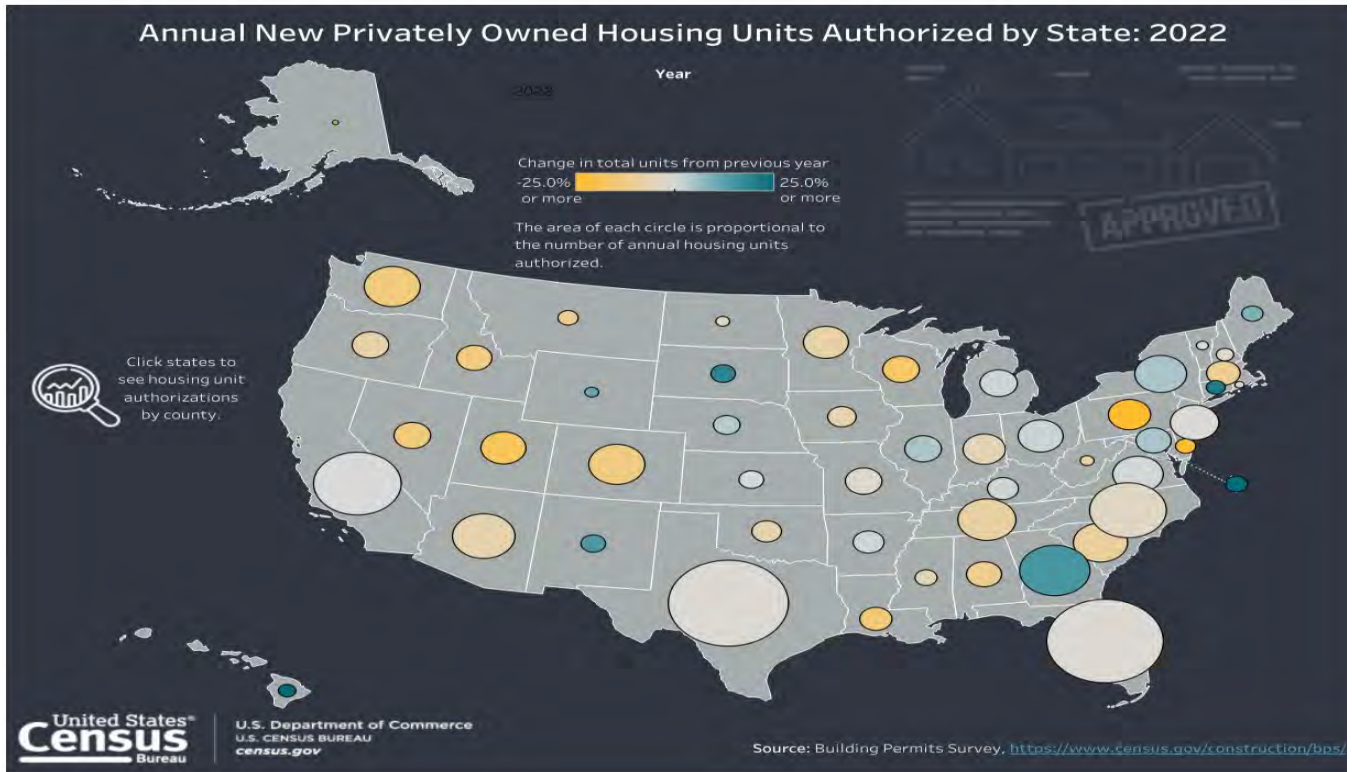 Annual New Privately Owned Housing Units Authorized by State: 2022
Year
2022
Change in total units from previous year
-25.0%
or more
25.0%
or more
The area of each circle is proportional to
the number of annual housing units
authorized.
APPROVED
Click states to
see housing unit
authorizations
by county.
United States®
Census
Bureau
U.S. Department of Commerce
U.S. CENSUS BUREAU
census.gov
Source: Building Permits Survey, https://www.census.gov/construction/bps/